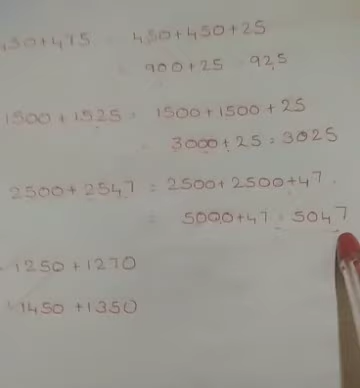 450+475 450+450+25
900+25 = 925
1500+1525 = 1500+1500+25
= 3000+25 = 3025
2500+2547 = 2500+2500+47
= 5000+47 = 5047
1250+1270
1450+1350